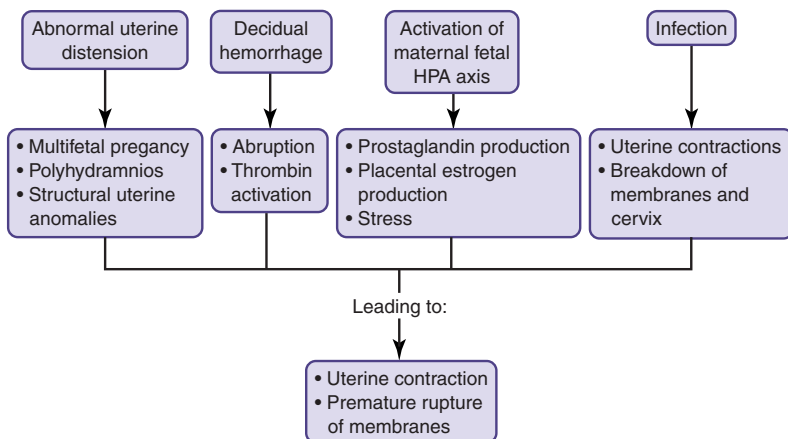 Abnormal uterine
distension
Decidual
hemorrhage
Activation of
maternal fetal
HPA axis
Infection
• Multifetal pregancy
• Polyhydramnios
• Structural uterine
anomalies
• Abruption
• Thrombin
activation
• Prostaglandin production
• Placental estrogen
production
• Stress
• Uterine contractions
• Breakdown of
membranes and
cervix
Leading to:
• Uterine contraction
• Premature rupture
of membranes